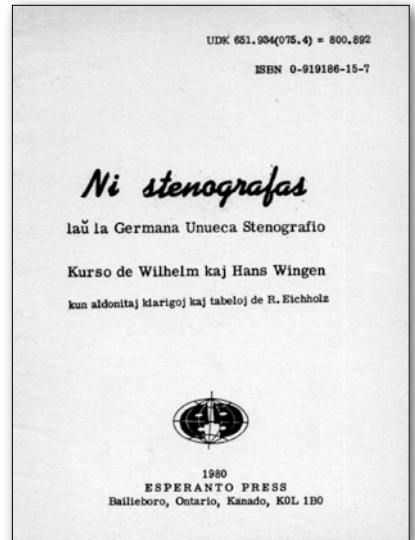 UDK 651.934(075.4) = 800.892
ISBN 0-919186-15-7
Ni stenografas
laŭ la Germana Unueca Stenografio
Kurso de Wilhelm kaj Hans Wingen
kun aldonitaj klarigoj kaj tabeloj de R. Eichholz
1980
ESPERANTO PRESS
Bailieboro, Ontario, Kanado, K0L 1B0